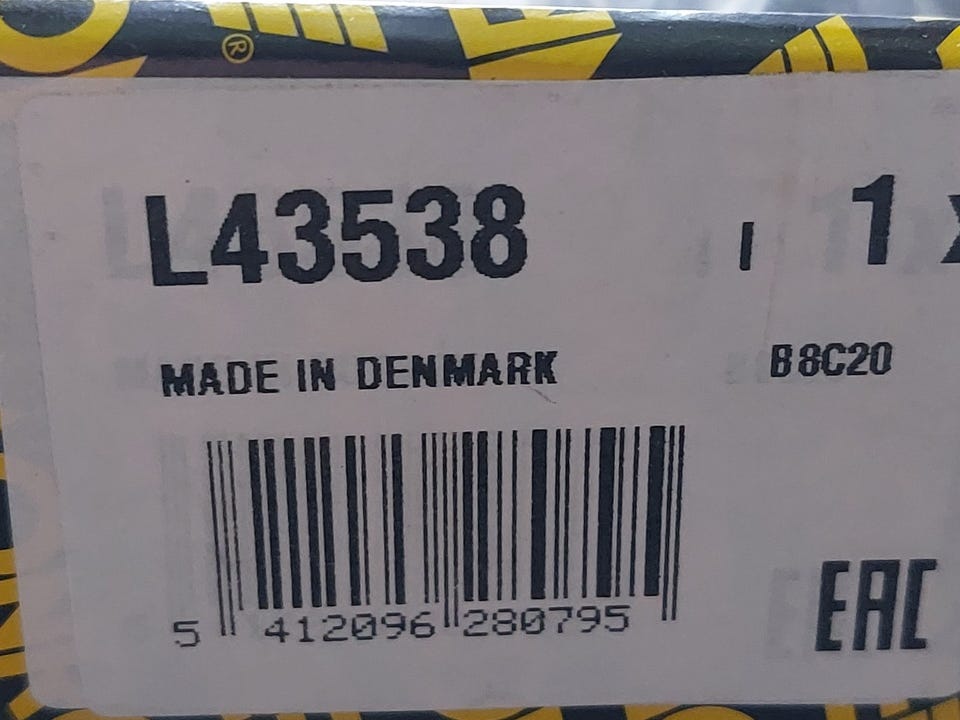 ®
L43538 I 1 x
MADE IN DENMARK B8C20
5 412096 280795
EAC